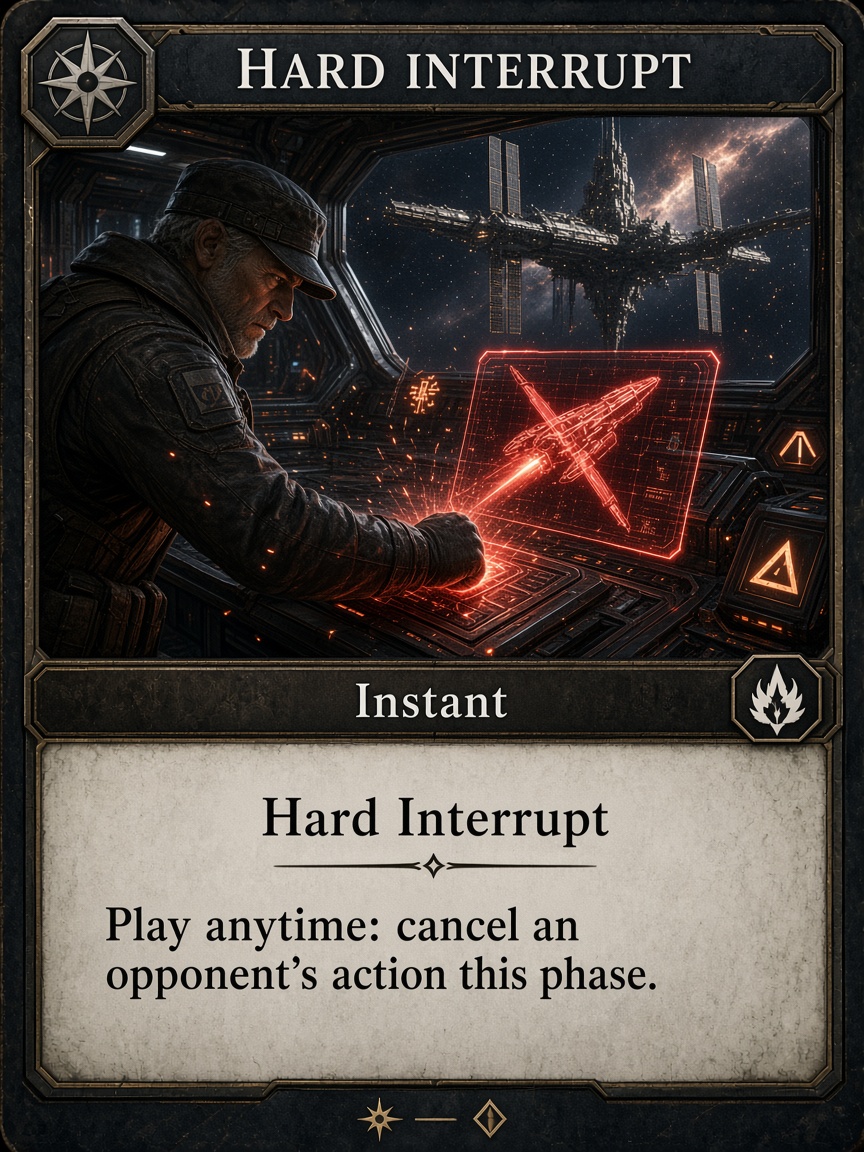 HARD INTERRUPT
Instant
Hard Interrupt
Play anytime: cancel an
opponent's action this phase.